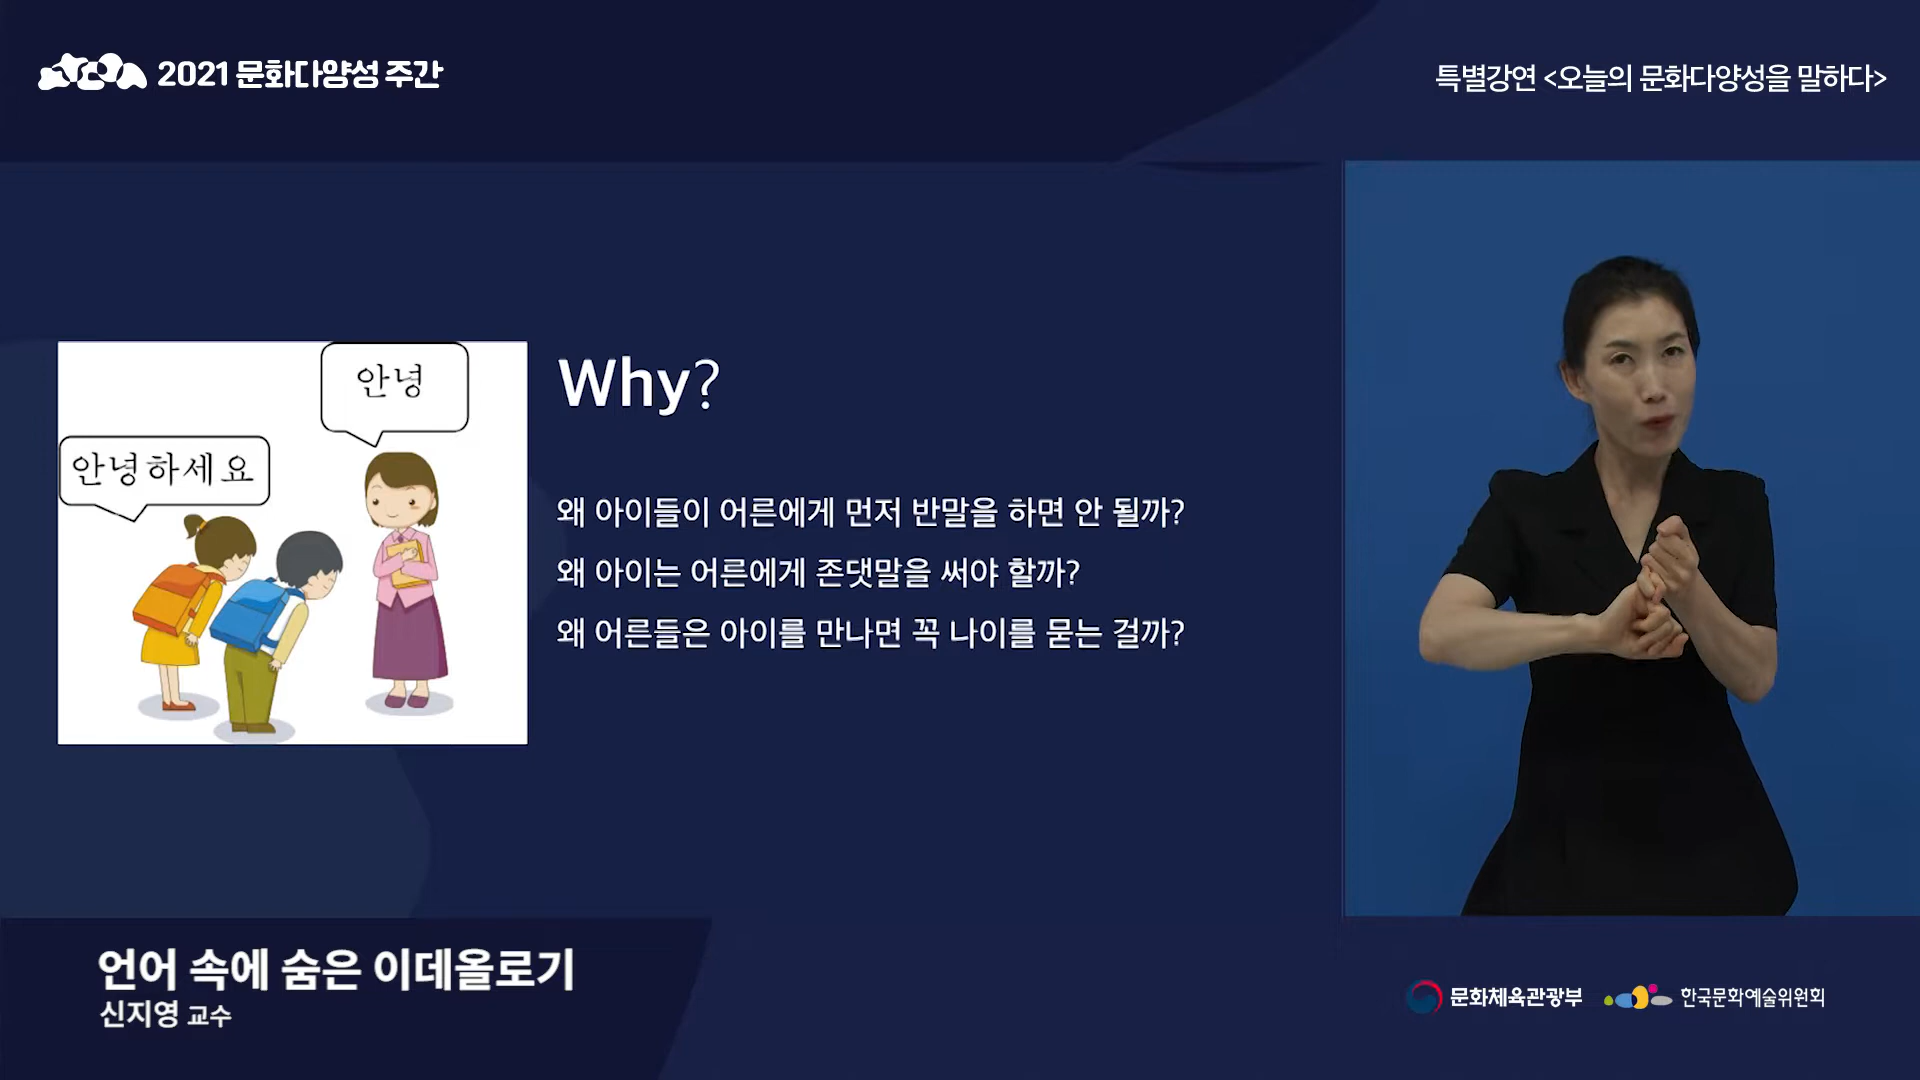 2021 문화다양성 주간
특별강연 <오늘의 문화다양성을 말하다>
안녕
안녕하세요
Why?
왜 아이들이 어른에게 먼저 반말을 하면 안 될까?
왜 아이는 어른에게 존댓말을 써야 할까?
왜 어른들은 아이를 만나면 꼭 나이를 묻는 걸까?
언어 속에 숨은 이데올로기
신지영 교수
문화체육관광부
한국문화예술위원회